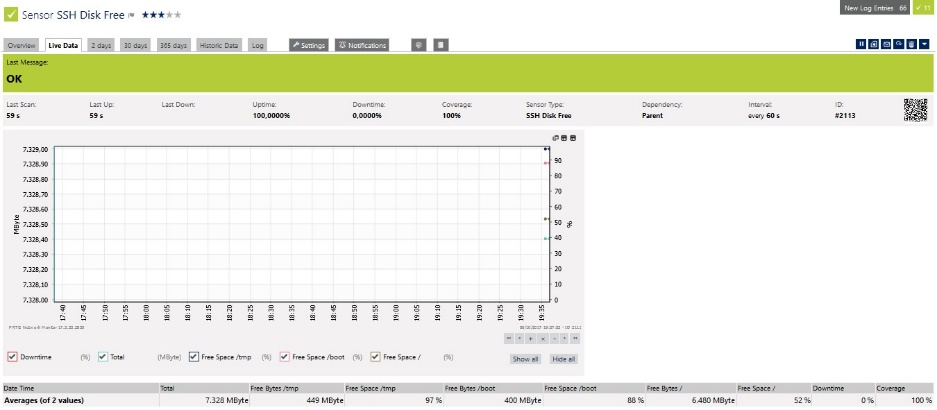 New Log Entries 66 11
Sensor SSH Disk Free
Overview Live Data 2 days 30 days 365 days Historic Data Log Settings Notifications
Last Message:
OK
Last Scan: Last Up: Last Down: Uptime: Downtime: Coverage: Sensor Type: Dependency: Interval: ID:
59 s 59 s 100,0000% 0,0000% 100% SSH Disk Free Parent every 60 s #2113
7.329,00
7.328,90
7.328,80
7.328,70
7.328,60
7.328,50
7.328,40
7.328,30
7.328,20
7.328,10
7.328,00
MByte
90
80
70
60
50
40
30
20
10
0
%
17:40 17:45 17:50 17:55 18:00 18:05 18:10 18:15 18:20 18:25 18:30 18:35 18:40 18:45 18:50 18:55 19:00 19:05 19:10 19:15 19:20 19:25 19:30 19:35
Downtime (%) Total (MByte) Free Space /tmp (%) Free Space /boot (%) Free Space / (%)
Show all Hide all
Date Time Total Free Bytes /tmp Free Space /tmp Free Bytes /boot Free Space /boot Free Bytes / Free Space / Downtime Coverage
Averages (of 2 values) 7.328 MByte 449 MByte 97 % 400 MByte 88 % 6.480 MByte 52 % 0 % 100 %